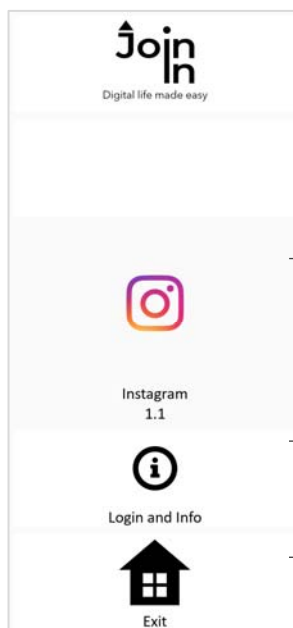 Join
In
Digital life made easy
Instagram
1.1
Login and Info
Exit